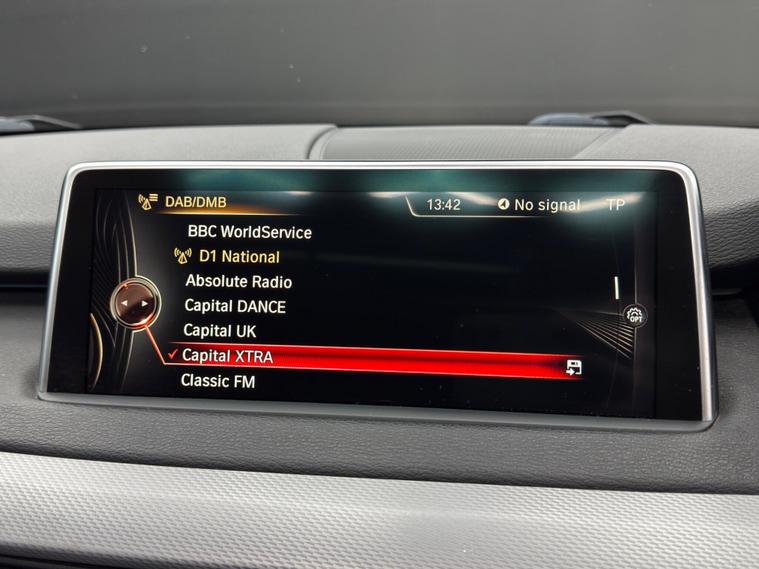 DAB/DMB
13:42 No signal TP
BBC WorldService
D1 National
Absolute Radio
Capital DANCE
Capital UK
Capital XTRA
Classic FM
OPT